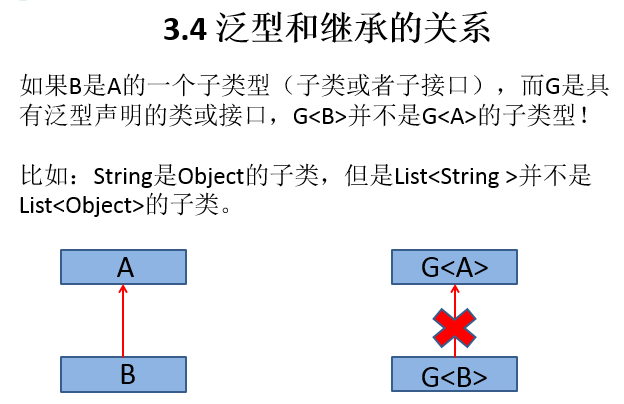 3.4 泛型和继承的关系
如果B是A的一个子类型（子类或者子接口），而G是具
有泛型声明的类或接口，G<B>并不是G<A>的子类型！
比如：String是Object的子类，但是List<String >并不是
List<Object>的子类。
A
G<A>
B
G<B>